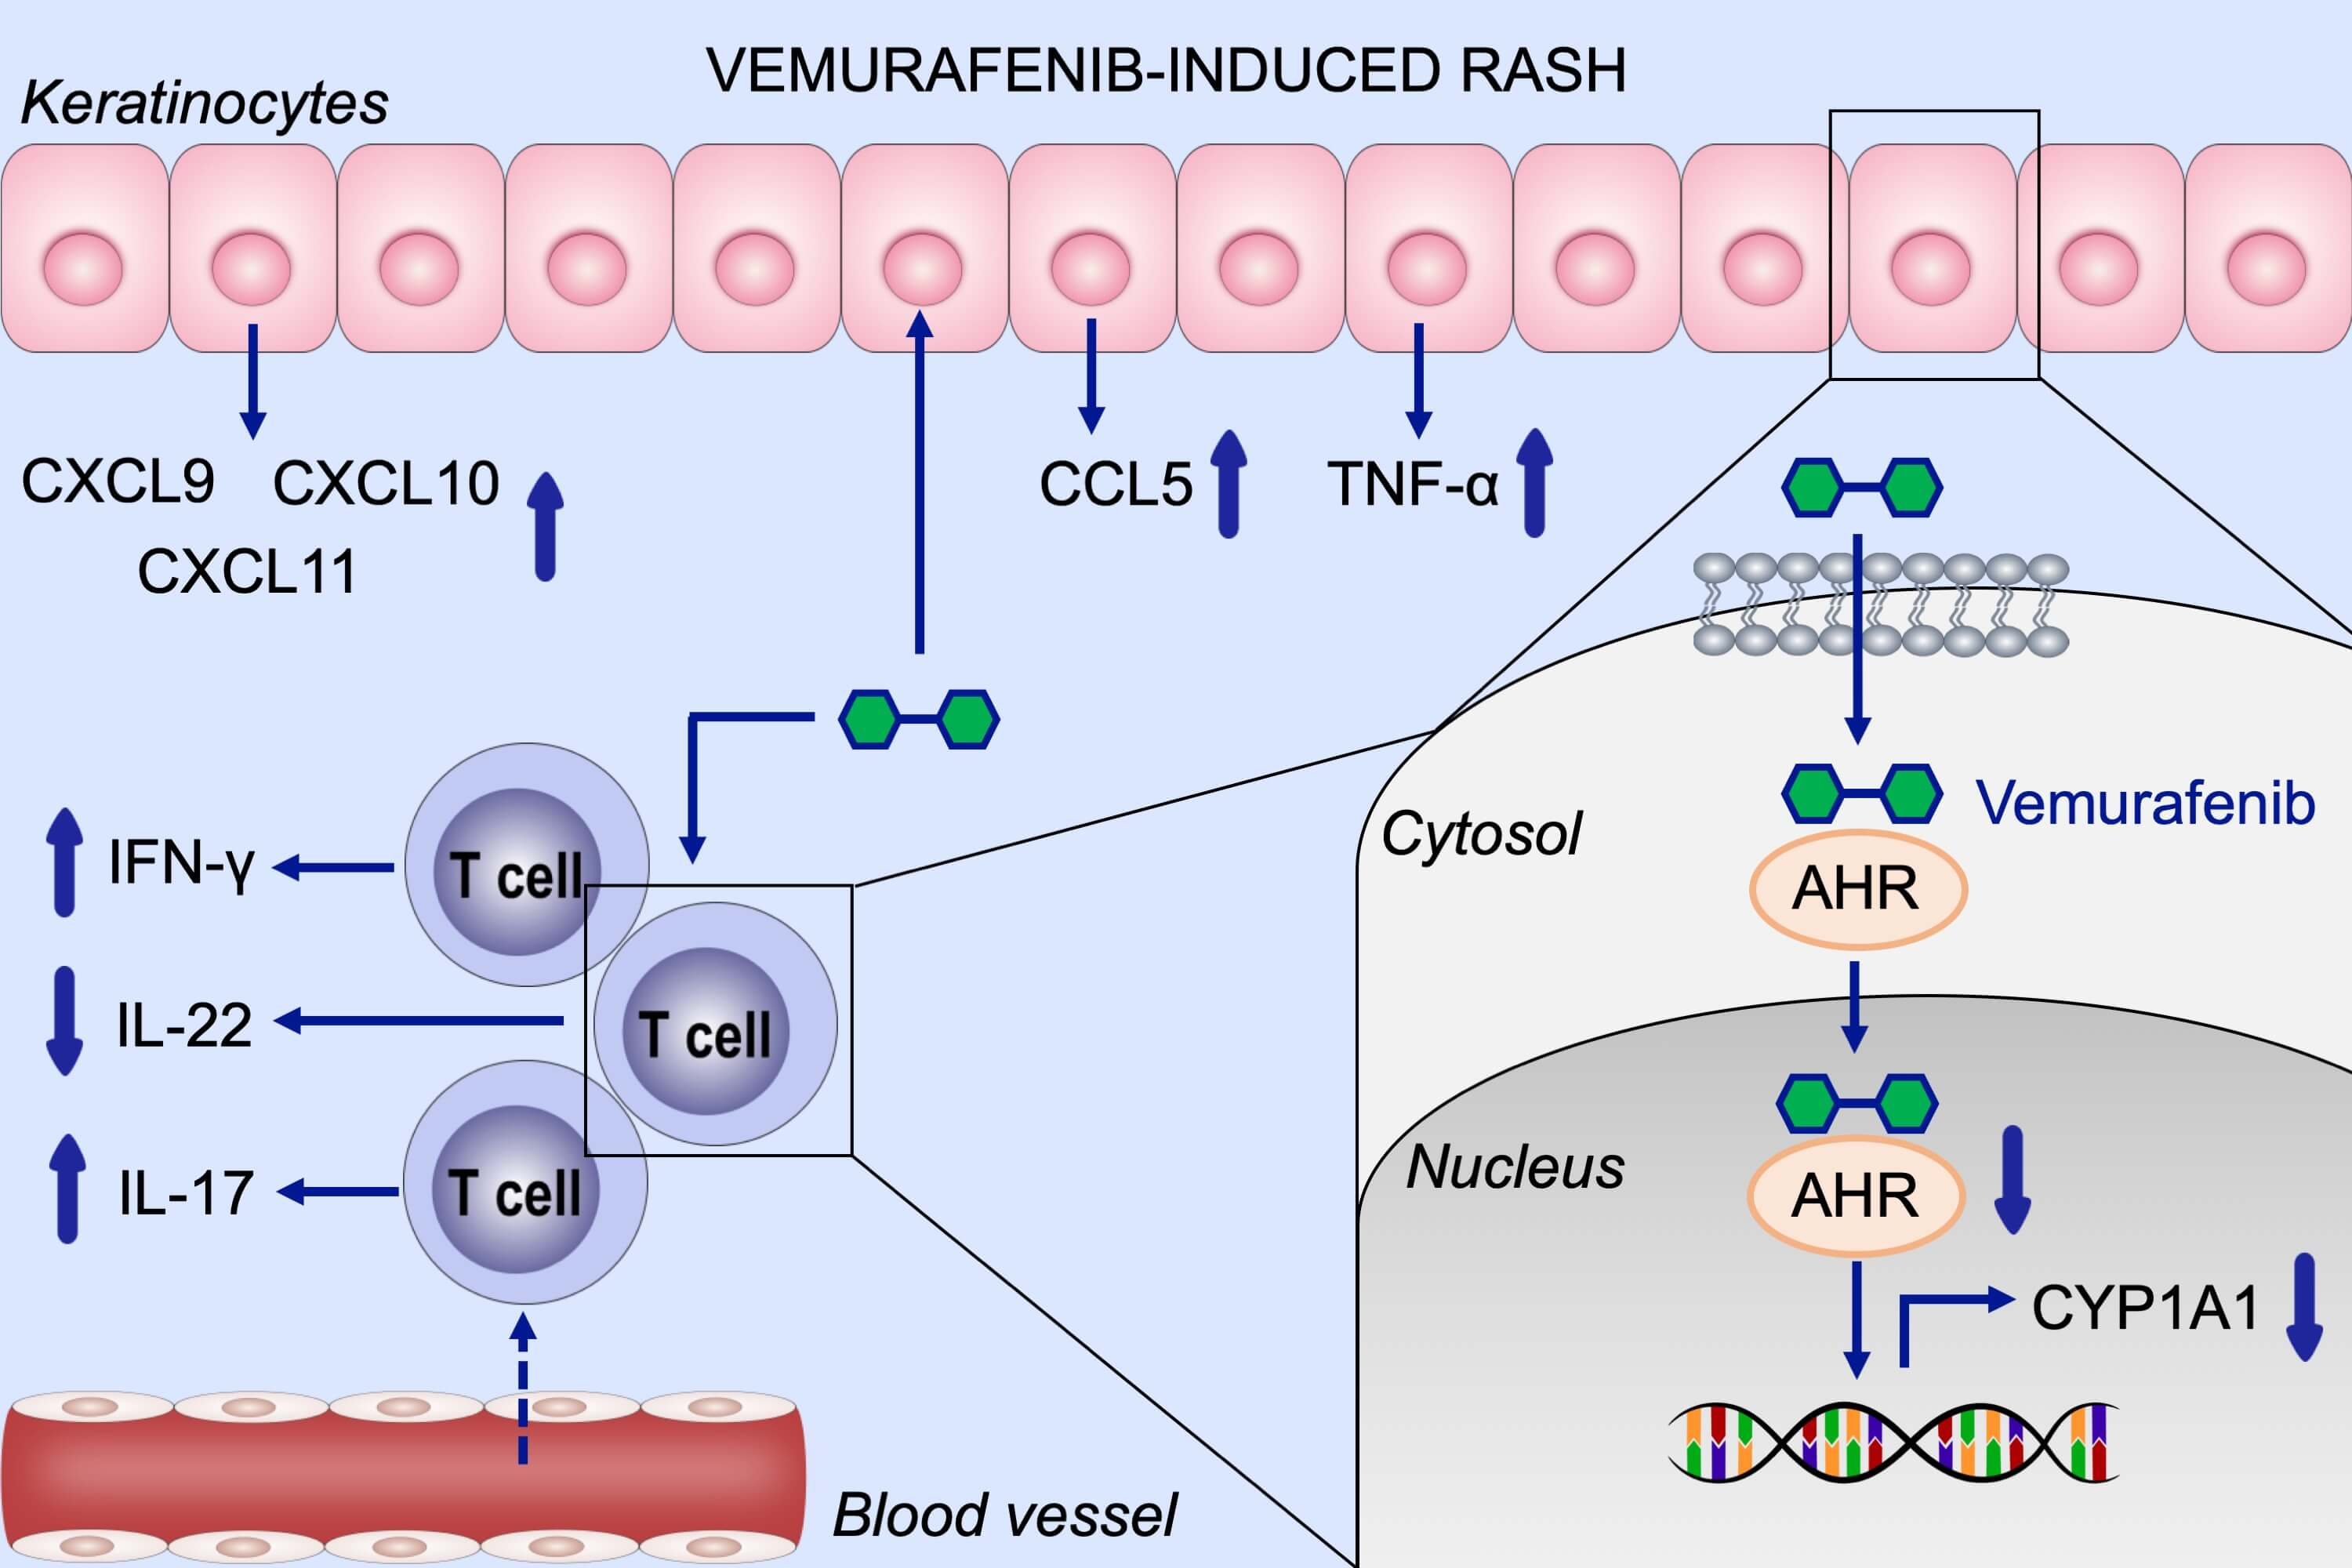 VEMURAFENIB-INDUCED RASH
Keratinocytes
CXCL9 CXCL10
CXCL11
CCL5
TNF-α
IFN-γ
T cell
IL-22
T cell
IL-17
T cell
Blood vessel
Cytosol
Vemurafenib
AHR
Nucleus
AHR
CYP1A1